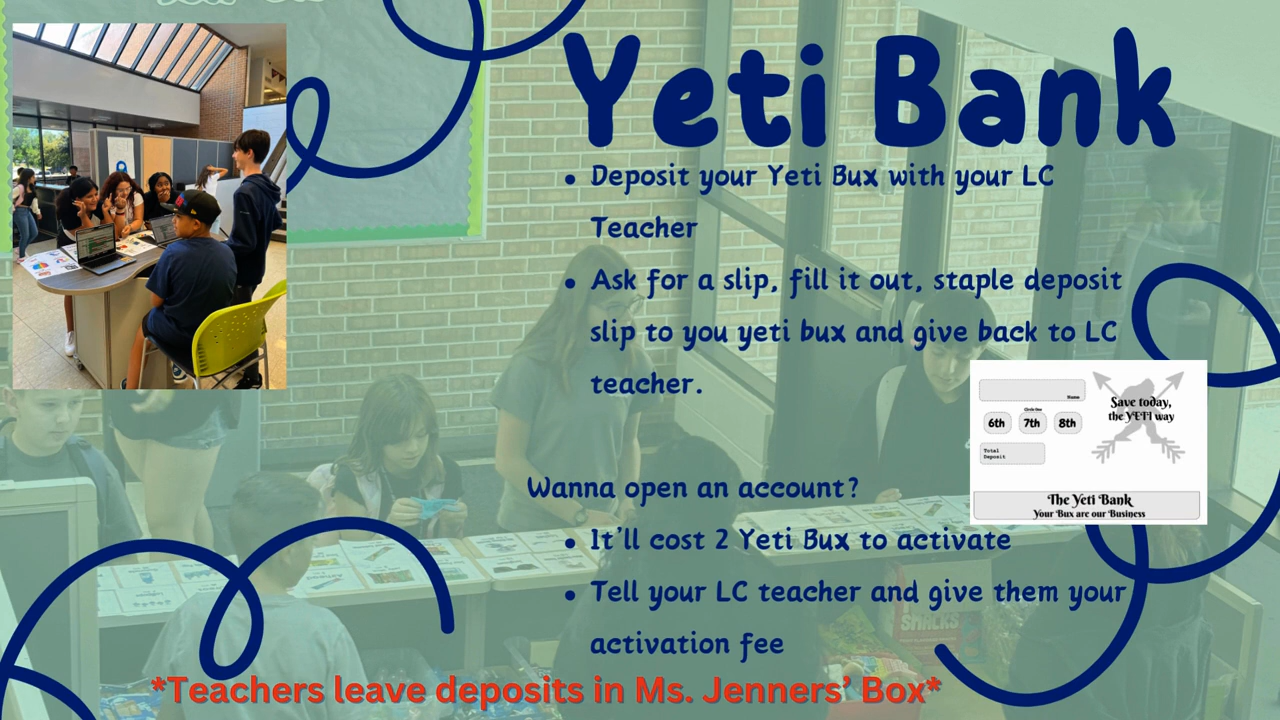 Yeti Bank
• Deposit your Yeti Bux with your LC
Teacher
• Ask for a slip, fill it out, staple deposit
slip to you yeti bux and give back to LC
teacher.
Name
Circle One
6th 7th 8th
Total
Deposit
Save today,
the YETI way
The Yeti Bank
Your Bux are our Business
Wanna open an account?
• It'll cost 2 Yeti Bux to activate
• Tell your LC teacher and give them your
activation fee
SNACKS
*Teachers leave deposits in Ms. Jenners' Box*